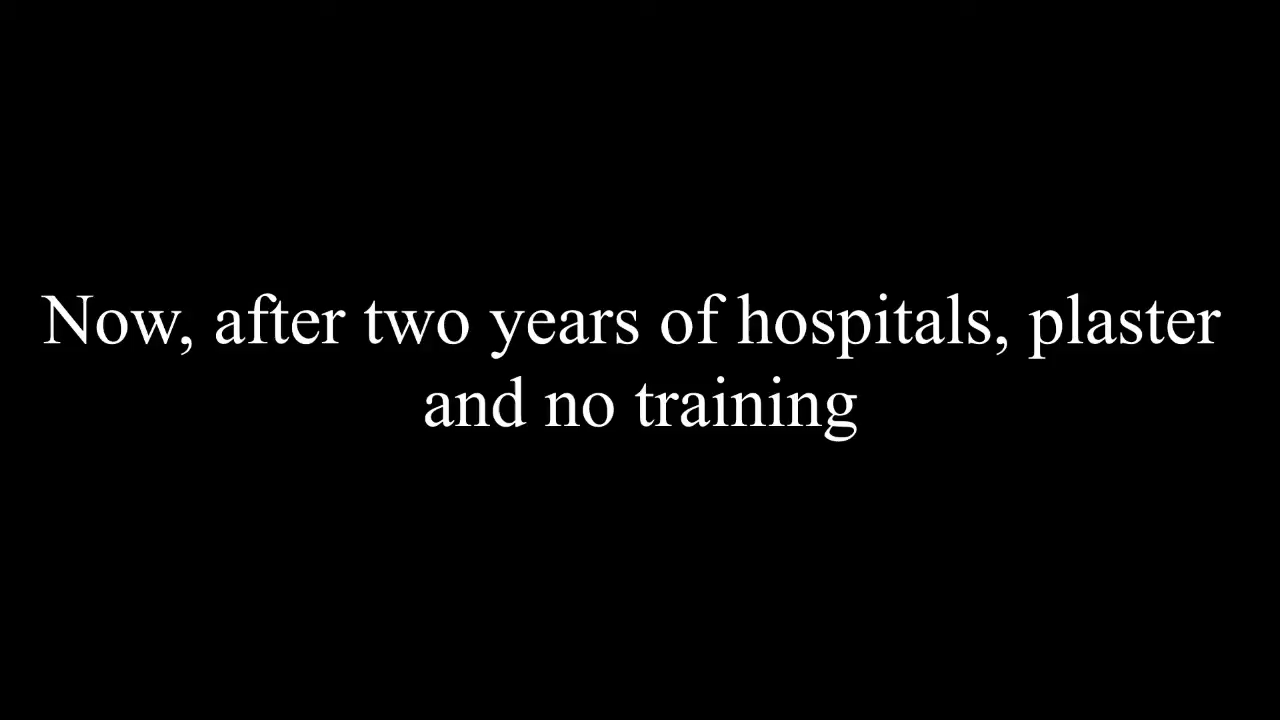 Now, after two years of hospitals, plaster
and no training